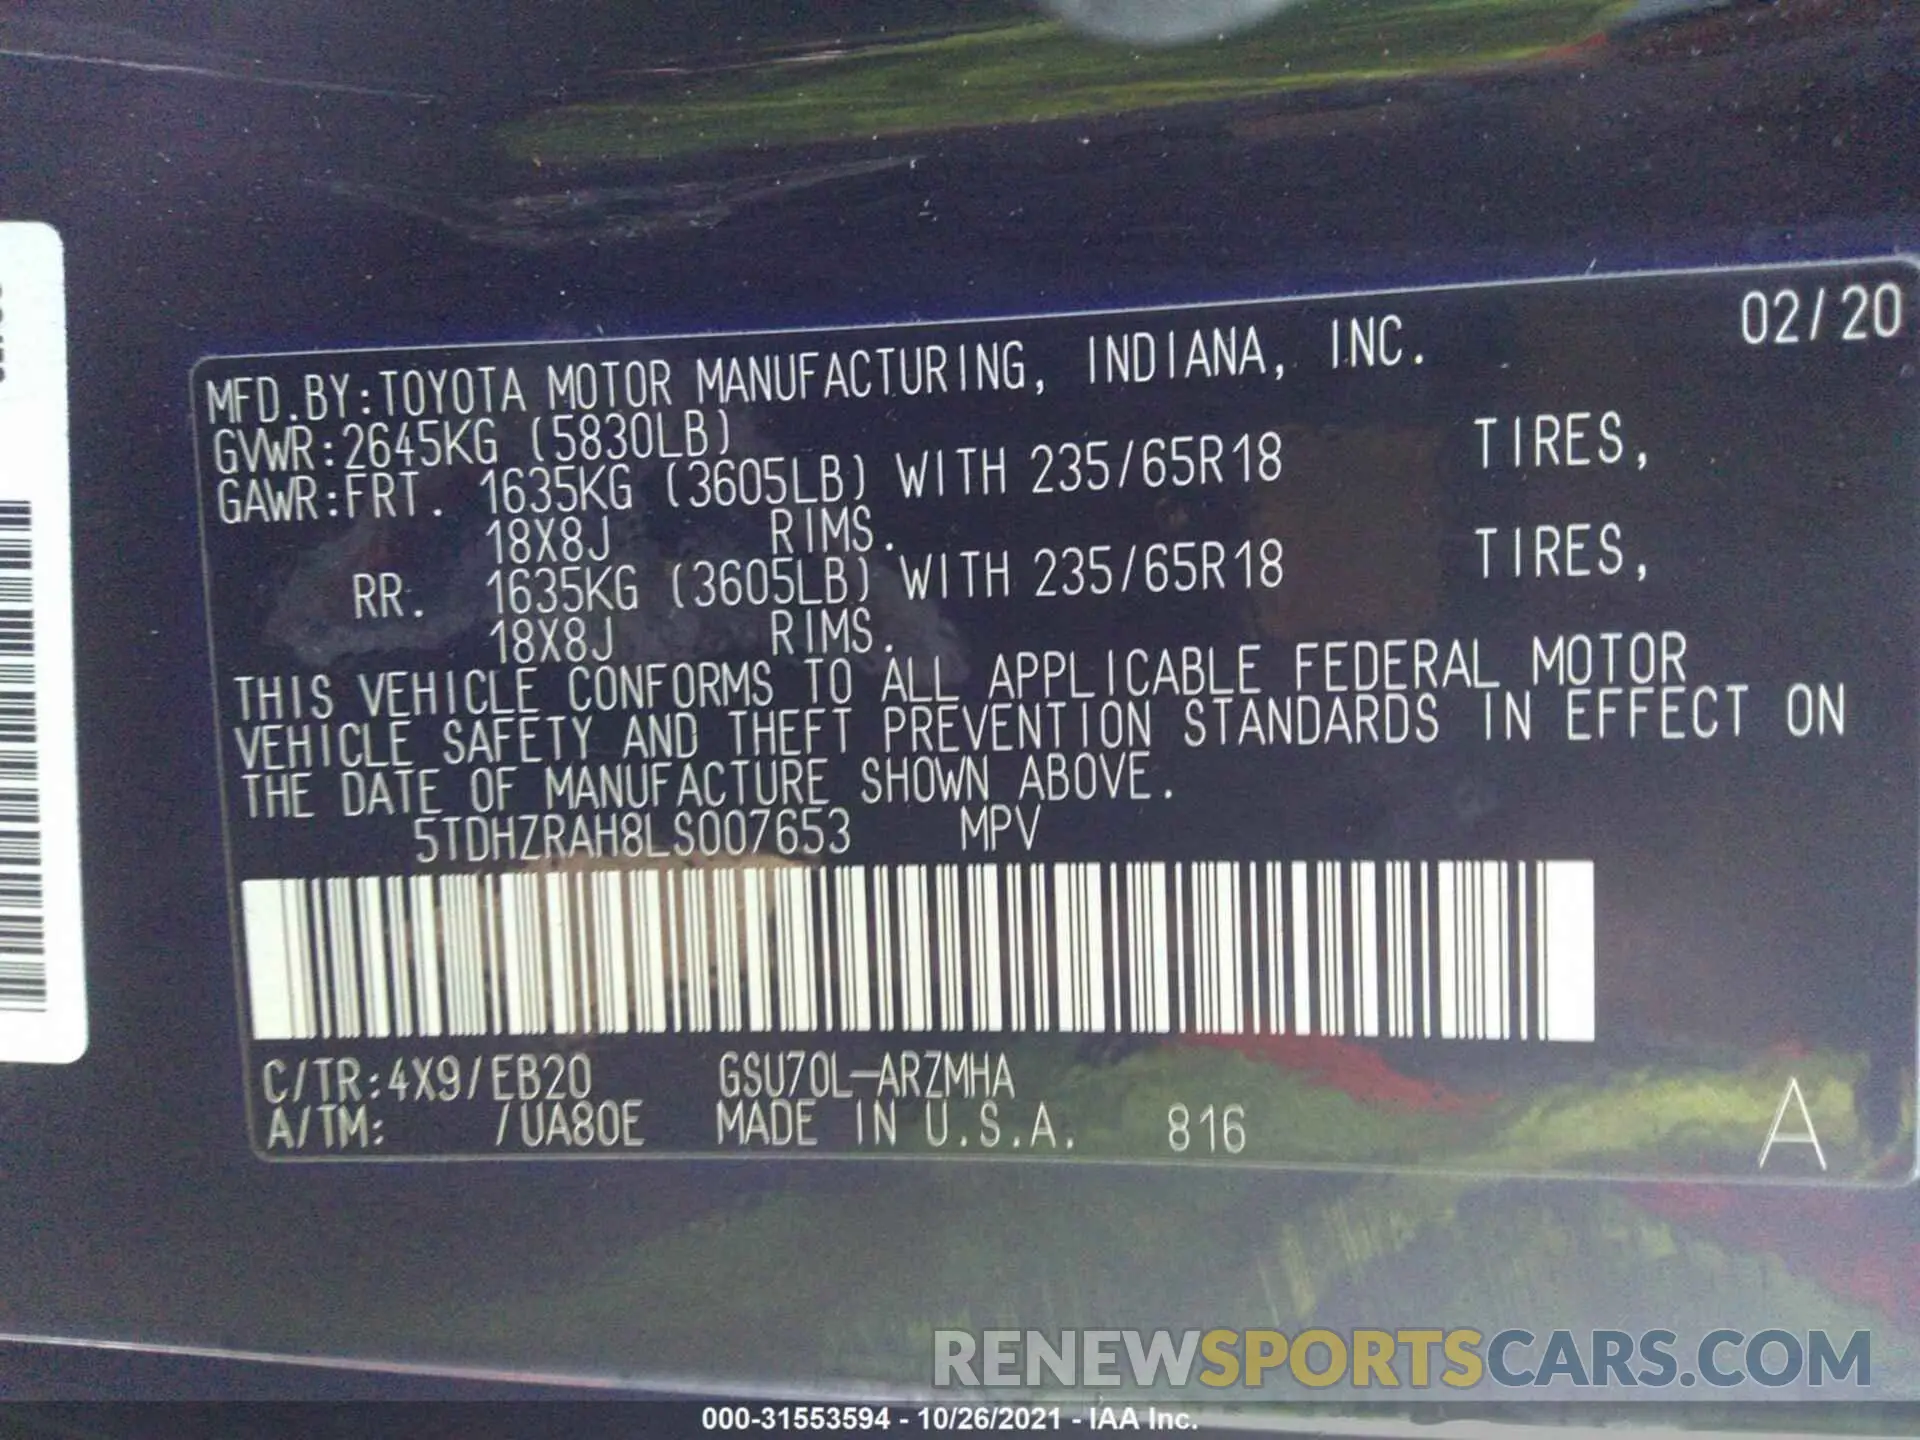 02/20
MFD.BY:TOYOTA MOTOR MANUFACTURING, INDIANA, INC.
GVWR:2645KG (5830LB)
GAWR:FRT. 1635KG (3605LB) WITH 235/65R18 TIRES,
18X8J RIMS.
RR. 1635KG (3605LB) WITH 235/65R18 TIRES,
18X8J RIMS.
THIS VEHICLE CONFORMS TO ALL APPLICABLE FEDERAL MOTOR
VEHICLE SAFETY AND THEFT PREVENTION STANDARDS IN EFFECT ON
THE DATE OF MANUFACTURE SHOWN ABOVE.
5TDHZRAH8LS007653 MPV
C/TR:4X9/EB20 GSU70L-ARZMHA
A/TM: /UA80E MADE IN U.S.A. 816 A
RENEWSPORTSCARS.COM
000-31553594 - 10/26/2021 - IAA Inc.